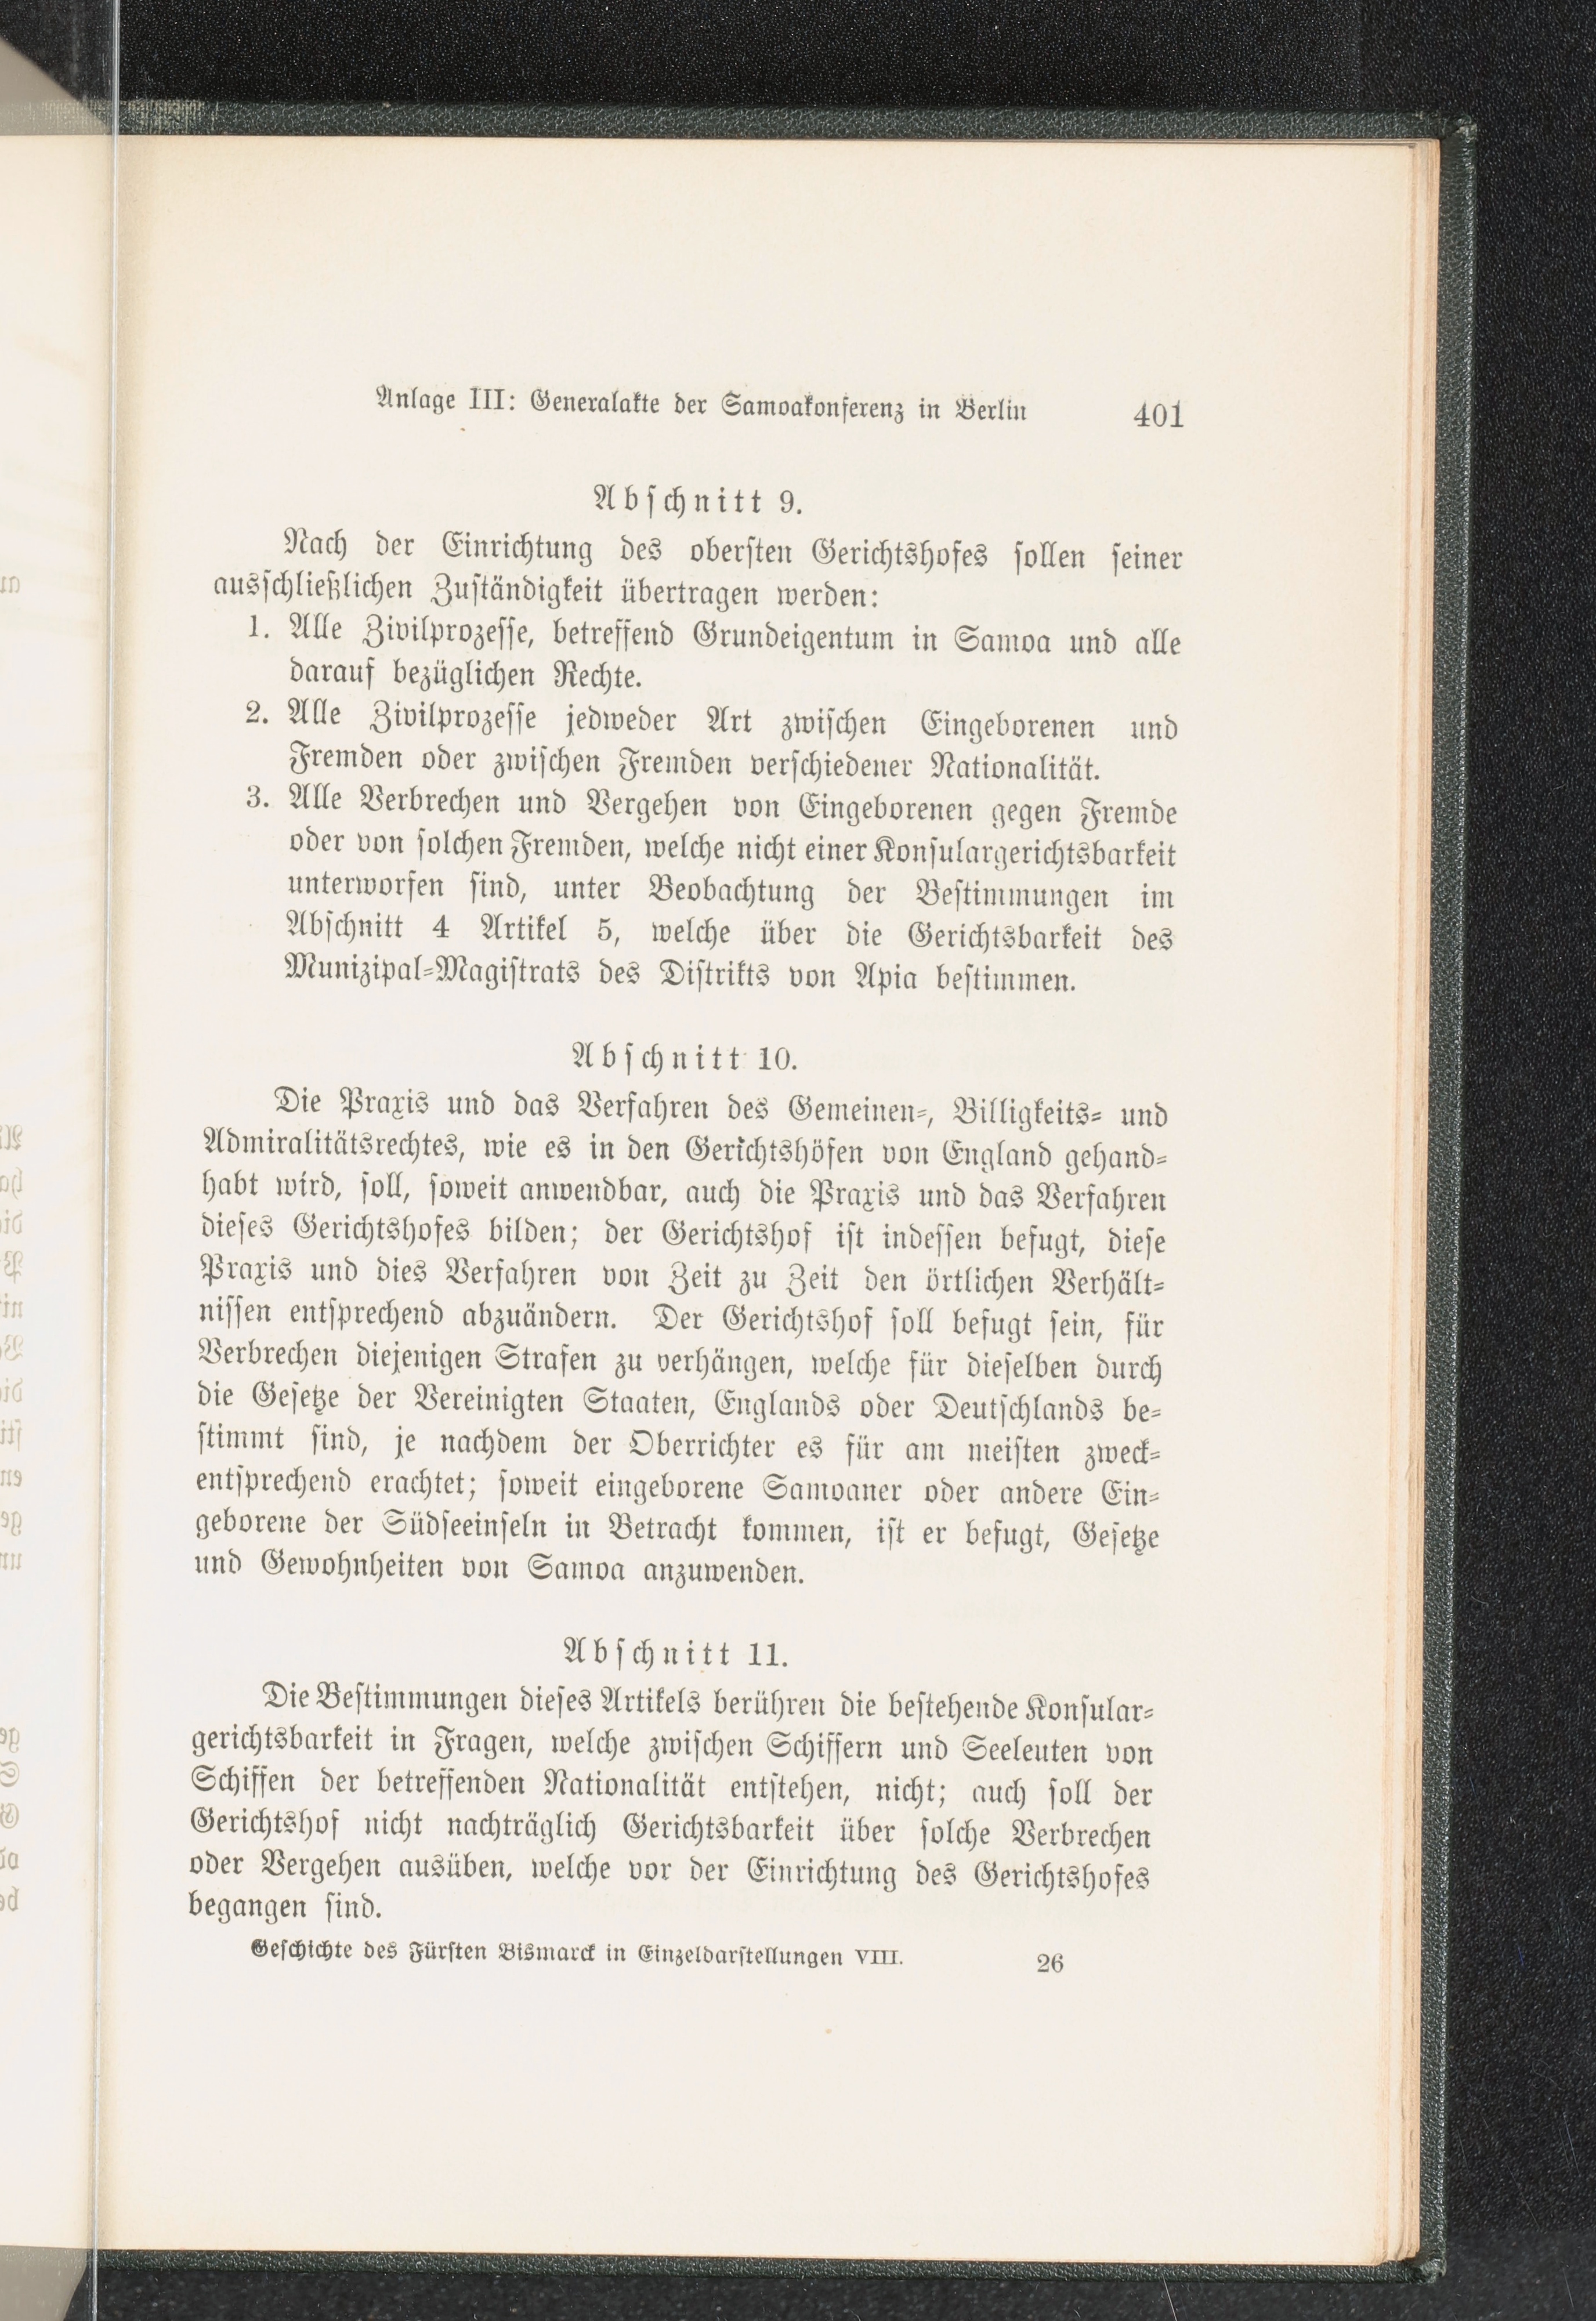 Anlage III: Generalakte der Samoakonferenz in Berlin 401
Abschnitt 9.
Nach der Einrichtung des obersten Gerichtshofes sollen seiner
ausschließlichen Zuständigkeit übertragen werden:
1. Alle Zivilprozesse, betreffend Grundeigentum in Samoa und alle
darauf bezüglichen Rechte.
2. Alle Zivilprozesse jedweder Art zwischen Eingeborenen und
Fremden oder zwischen Fremden verschiedener Nationalität.
3. Alle Verbrechen und Vergehen von Eingeborenen gegen Fremde
oder von solchen Fremden, welche nicht einer Konsulargerichtsbarkeit
unterworfen sind, unter Beobachtung der Bestimmungen im
Abschnitt 4 Artikel 5, welche über die Gerichtsbarkeit des
Munizipal-Magistrats des Distrikts von Apia bestimmen.
Abschnitt 10.
Die Praxis und das Verfahren des Gemeinen-, Billigkeits- und
Admiralitätsrechtes, wie es in den Gerichtshöfen von England gehand-
habt wird, soll, soweit anwendbar, auch die Praxis und das Verfahren
dieses Gerichtshofes bilden; der Gerichtshof ist indessen befugt, diese
Praxis und dies Verfahren von Zeit zu Zeit den örtlichen Verhält-
nissen entsprechend abzuändern. Der Gerichtshof soll befugt sein, für
Verbrechen diejenigen Strafen zu verhängen, welche für dieselben durch
die Gesetze der Vereinigten Staaten, Englands oder Deutschlands be-
stimmt sind, je nachdem der Oberrichter es für am meisten zweck-
entsprechend erachtet; soweit eingeborene Samoaner oder andere Ein-
geborene der Südseeinseln in Betracht kommen, ist er befugt, Gesetze
und Gewohnheiten von Samoa anzuwenden.
Abschnitt 11.
Die Bestimmungen dieses Artikels berühren die bestehende Konsular-
gerichtsbarkeit in Fragen, welche zwischen Schiffern und Seeleuten von
Schiffen der betreffenden Nationalität entstehen, nicht; auch soll der
Gerichtshof nicht nachträglich Gerichtsbarkeit über solche Verbrechen
oder Vergehen ausüben, welche vor der Einrichtung des Gerichtshofes
begangen sind.
Geschichte des Fürsten Bismarck in Einzeldarstellungen VIII. 26